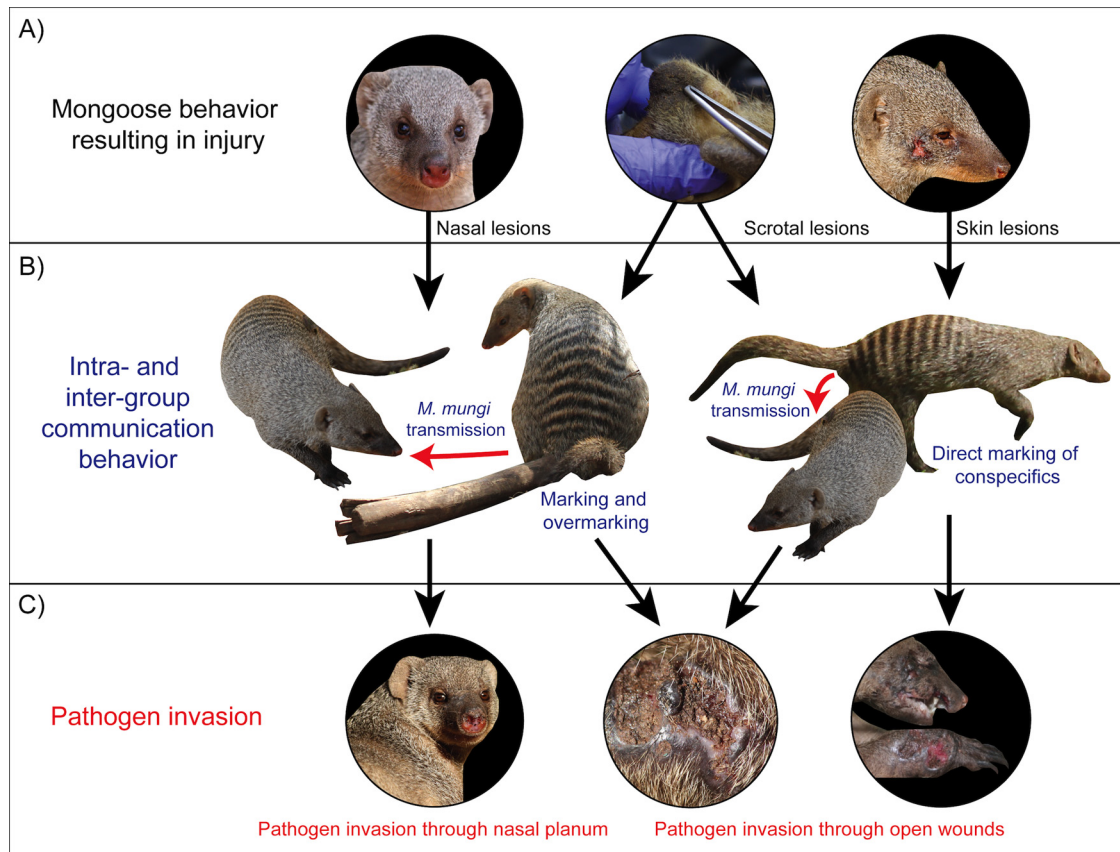 A)
Mongoose behavior
resulting in injury
Nasal lesions
Scrotal lesions
Skin lesions
B)
Intra- and
inter-group
communication
behavior
M. mungi
transmission
Marking and
overmarking
M. mungi
transmission
Direct marking of
conspecifics
C)
Pathogen invasion
Pathogen invasion through nasal planum
Pathogen invasion through open wounds